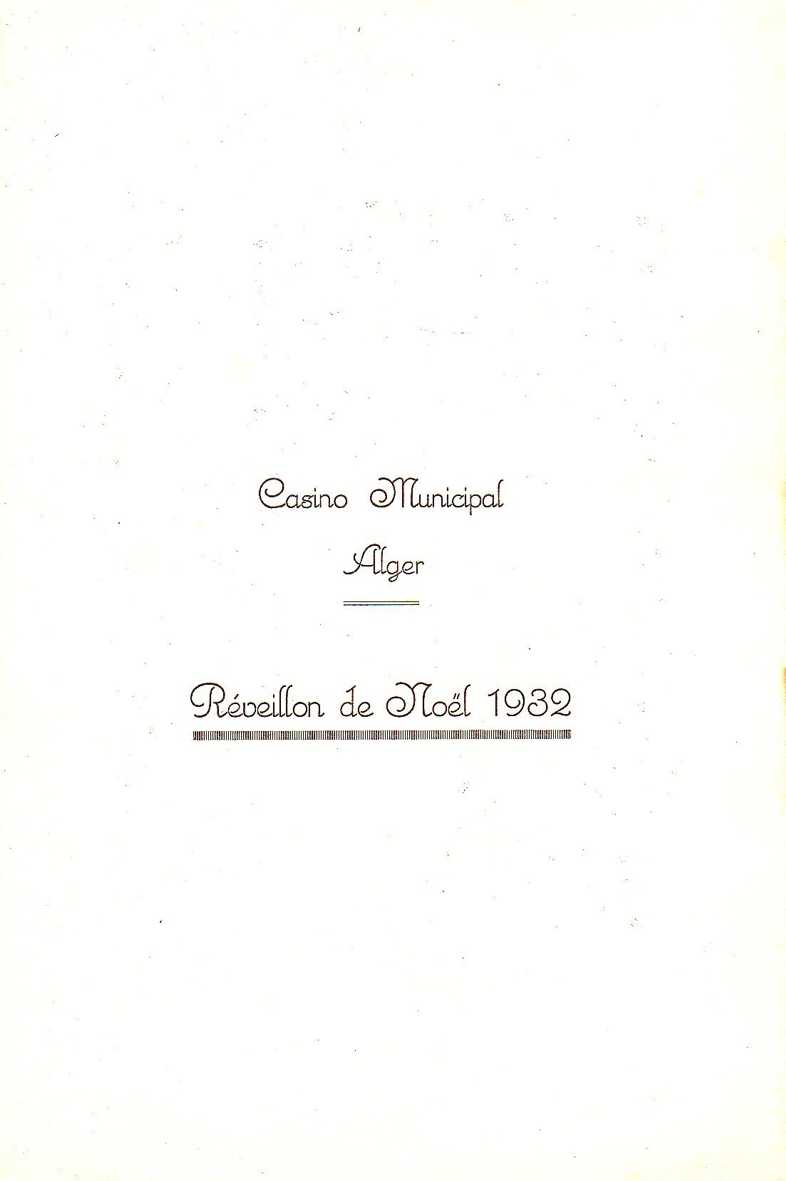 Casino Municipal
Alger
Réveillon de Noël 1932